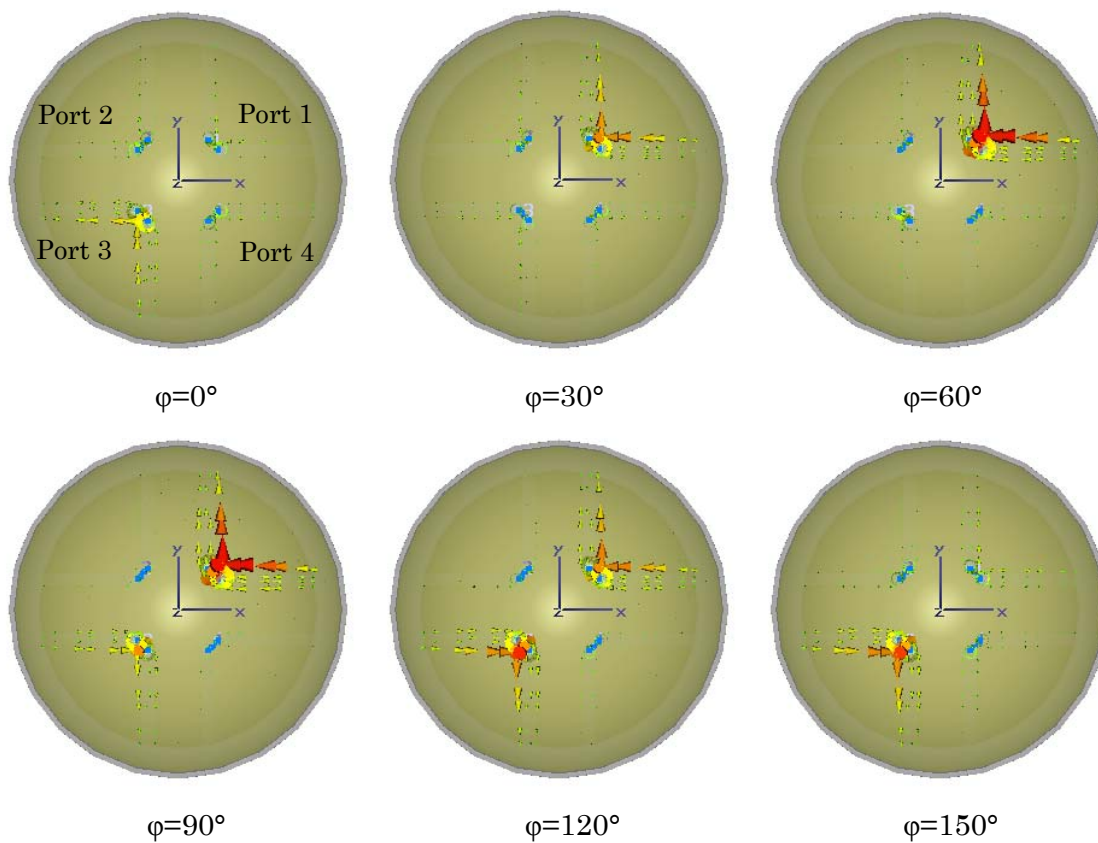 Port 2 Port 1
y
z x
Port 3 Port 4
y
z x
y
z x
φ=0° φ=30° φ=60°
y
z x
y
z x
y
z x
φ=90° φ=120° φ=150°